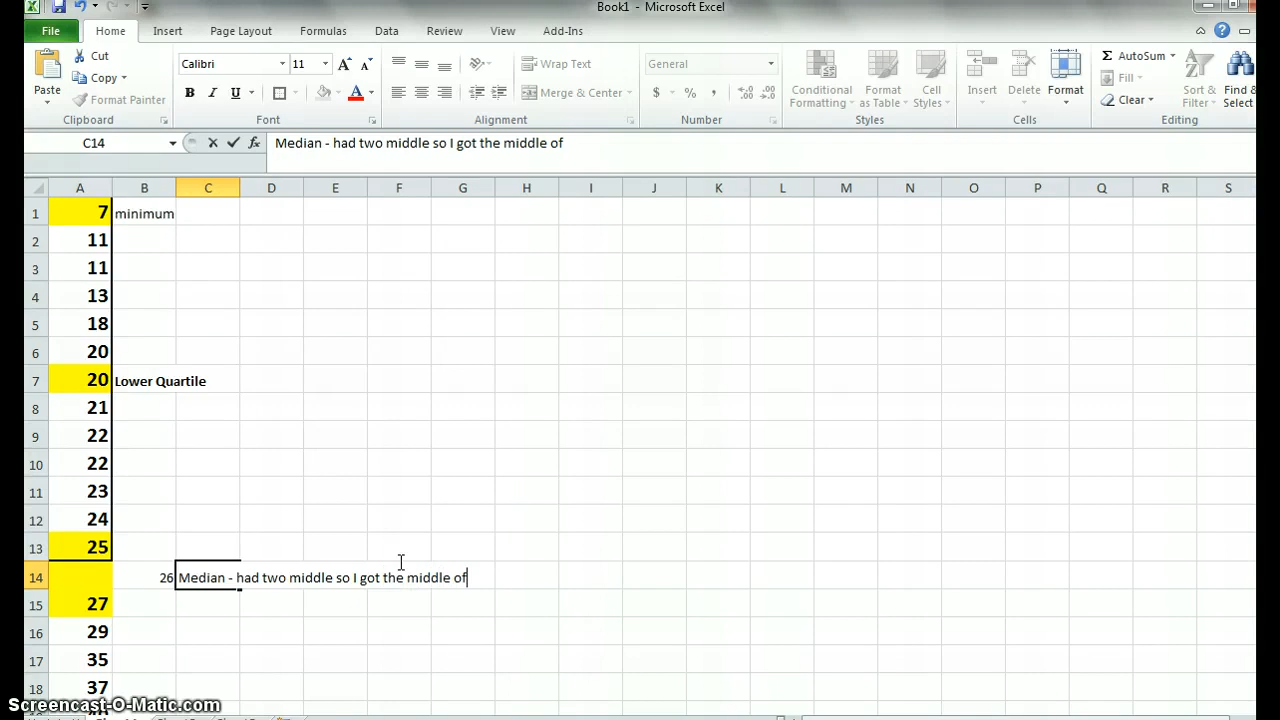 Book1 - Microsoft Excel
File Home Insert Page Layout Formulas Data Review View Add-Ins
Paste
Cut
Copy
Format Painter
Clipboard
Calibri 11
B I U
Font
Wrap Text
Merge & Center
Alignment
General
$ %
Number
Conditional Formatting
Format as Table
Cell Styles
Styles
Insert
Delete
Format
Cells
Σ AutoSum
Fill
Clear
Sort & Filter
Find & Select
Editing
C14 fx Median - had two middle so I got the middle of
A B C D E F G H I J K L M N O P Q R S
1 7 minimum
2 11
3 11
4 13
5 18
6 20
7 20 Lower Quartile
8 21
9 22
10 22
11 23
12 24
13 25
14 26 Median - had two middle so I got the middle of
15 27
16 29
17 35
18 37
Screencast-O-Matic.com